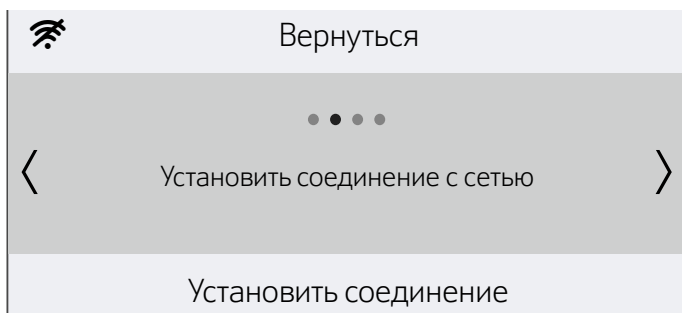 Вернуться
Установить соединение с сетью
Установить соединение